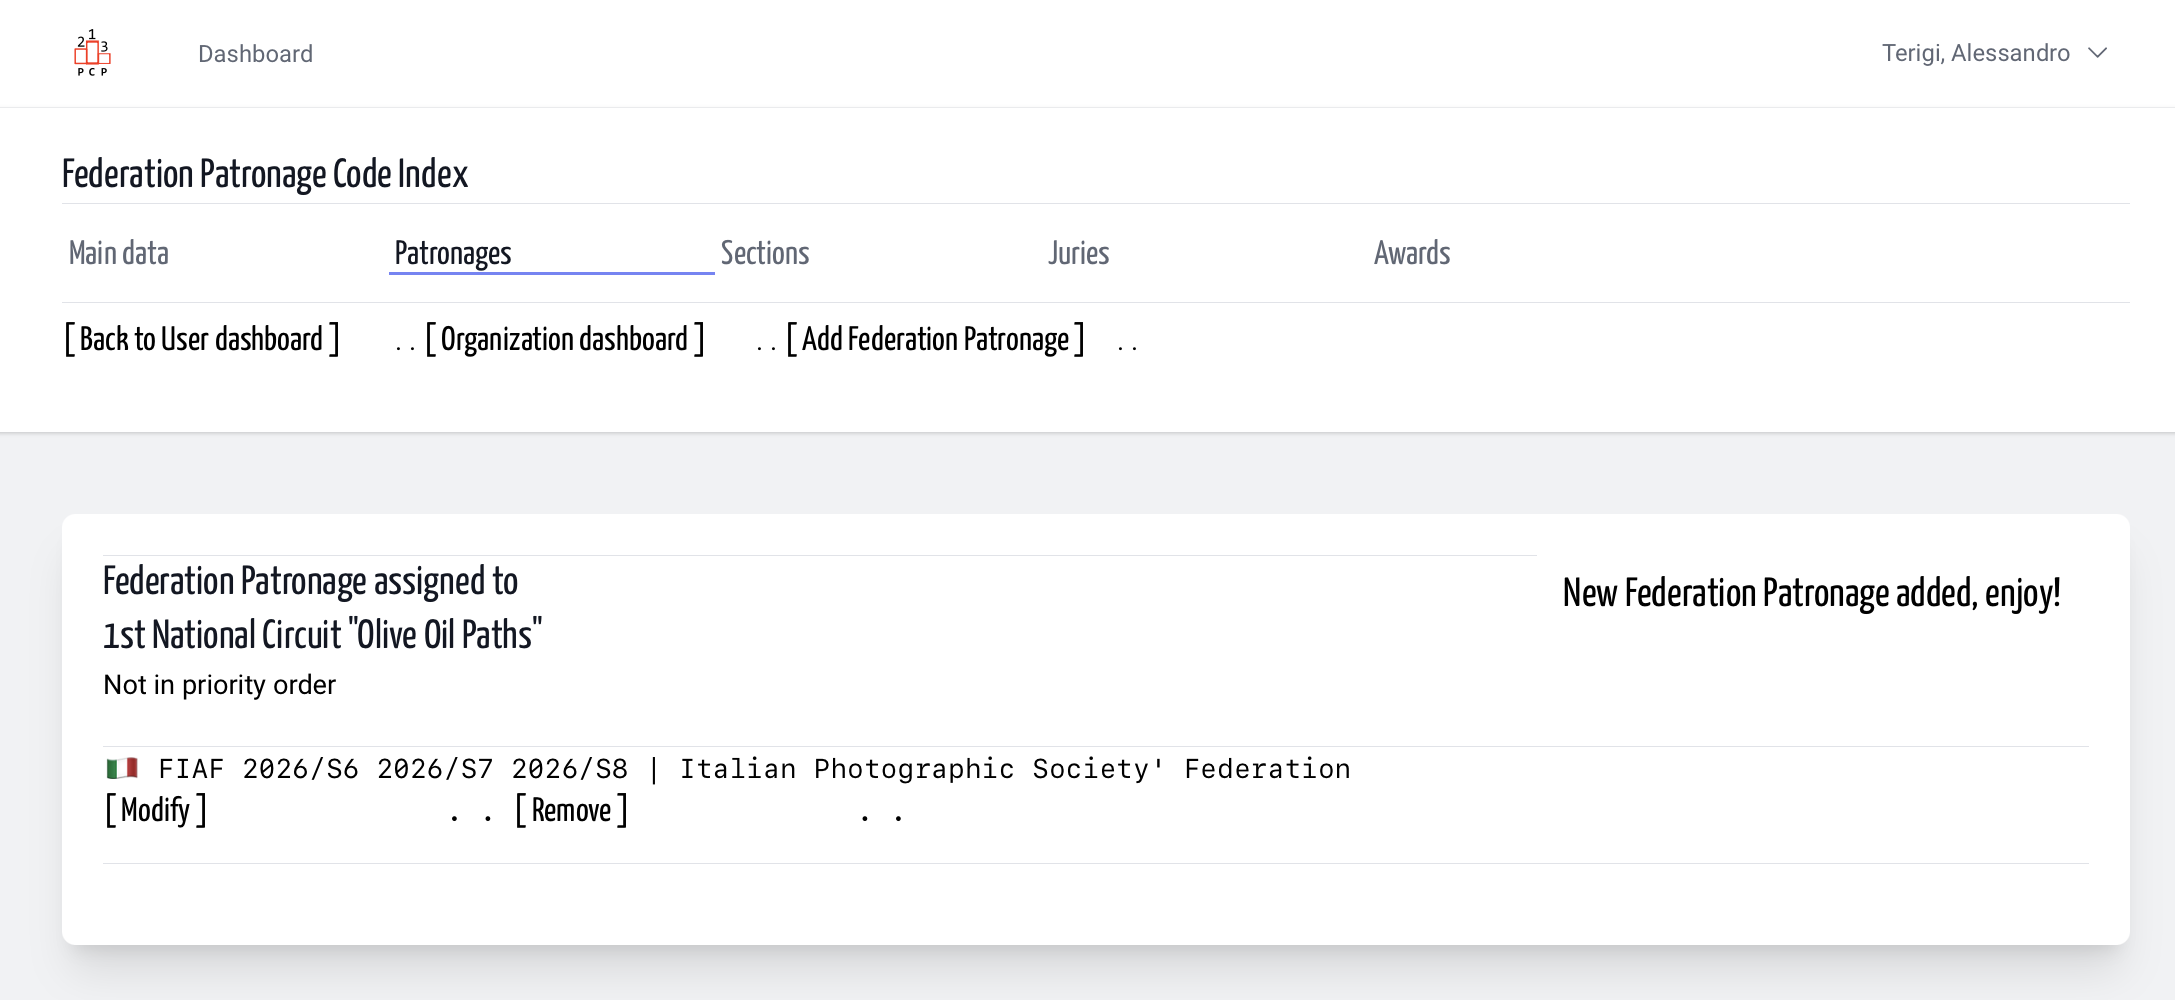 2 1 3
P C P
Dashboard
Terigi, Alessandro
Federation Patronage Code Index
Main data Patronages Sections Juries Awards
[ Back to User dashboard ] . . [ Organization dashboard ] . . [ Add Federation Patronage ] . .
Federation Patronage assigned to
1st National Circuit "Olive Oil Paths"
Not in priority order
New Federation Patronage added, enjoy!
🇮🇹 FIAF 2026/S6 2026/S7 2026/S8 | Italian Photographic Society' Federation
[ Modify ] . . [ Remove ] . .